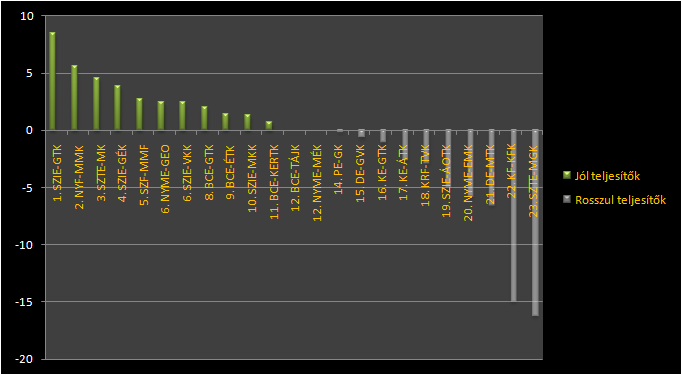 10
5
0
-5
-10
-15
-20
1. SZIE-GTK
2. NYF-MMK
3. SZTE-MK
4. SZIE-GÉK
5. SZF-MMF
6. NYME-GEO
6. SZIE-VKK
8. BCE-GTK
9. BCE-ÉTK
10. SZIE-MKK
11. BCE-KERTK
12. BCE-TÁJK
12. NYME-MÉK
14. PE-GK
15. DE-GVK
16. KE-GTK
17. KE-ÁTK
18. KRF-TVK
19. SZIE-ÁOTK
20. NYME-EMK
21. DE-MTK
22. KF-KFK
23. SZTE-MGK
Jól teljesítők
Rosszul teljesítők